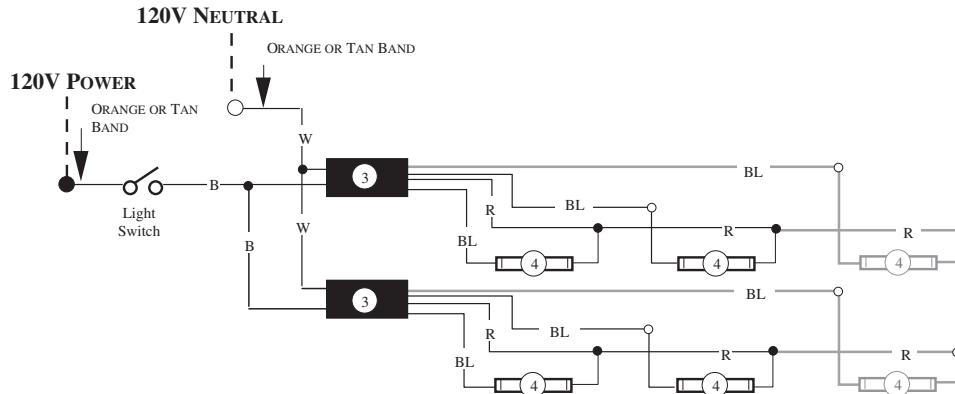 120V NEUTRAL
ORANGE OR TAN BAND
120V POWER
ORANGE OR TAN
BAND
W
B
Light
Switch
3
BL
BL
R
R
R
BL
W
B
4
4
4
3
BL
BL
R
R
R
BL
4
4
4